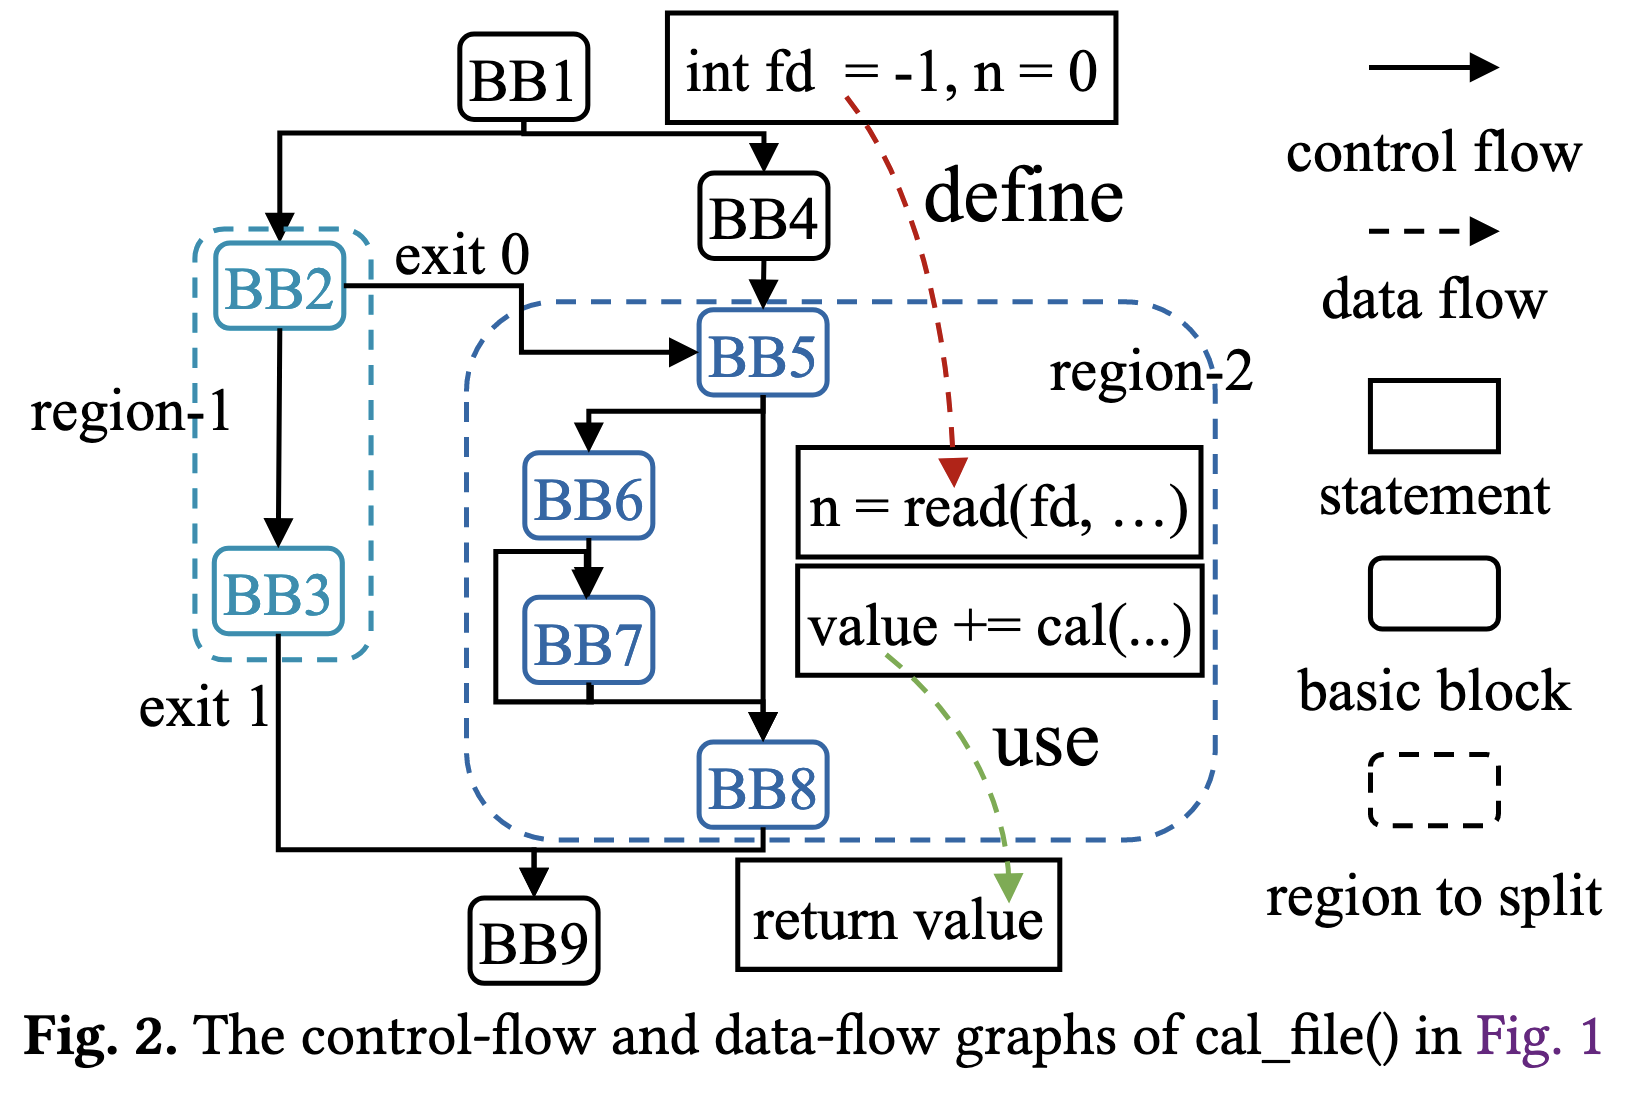 BB1
int fd = -1, n = 0
control flow
define
BB4
BB2
exit 0
data flow
BB5
region-2
region-1
BB6
n = read(fd, …)
statement
BB3
BB7
value += cal(...)
basic block
exit 1
use
BB8
region to split
return value
BB9
Fig. 2. The control-flow and data-flow graphs of cal_file() in Fig. 1